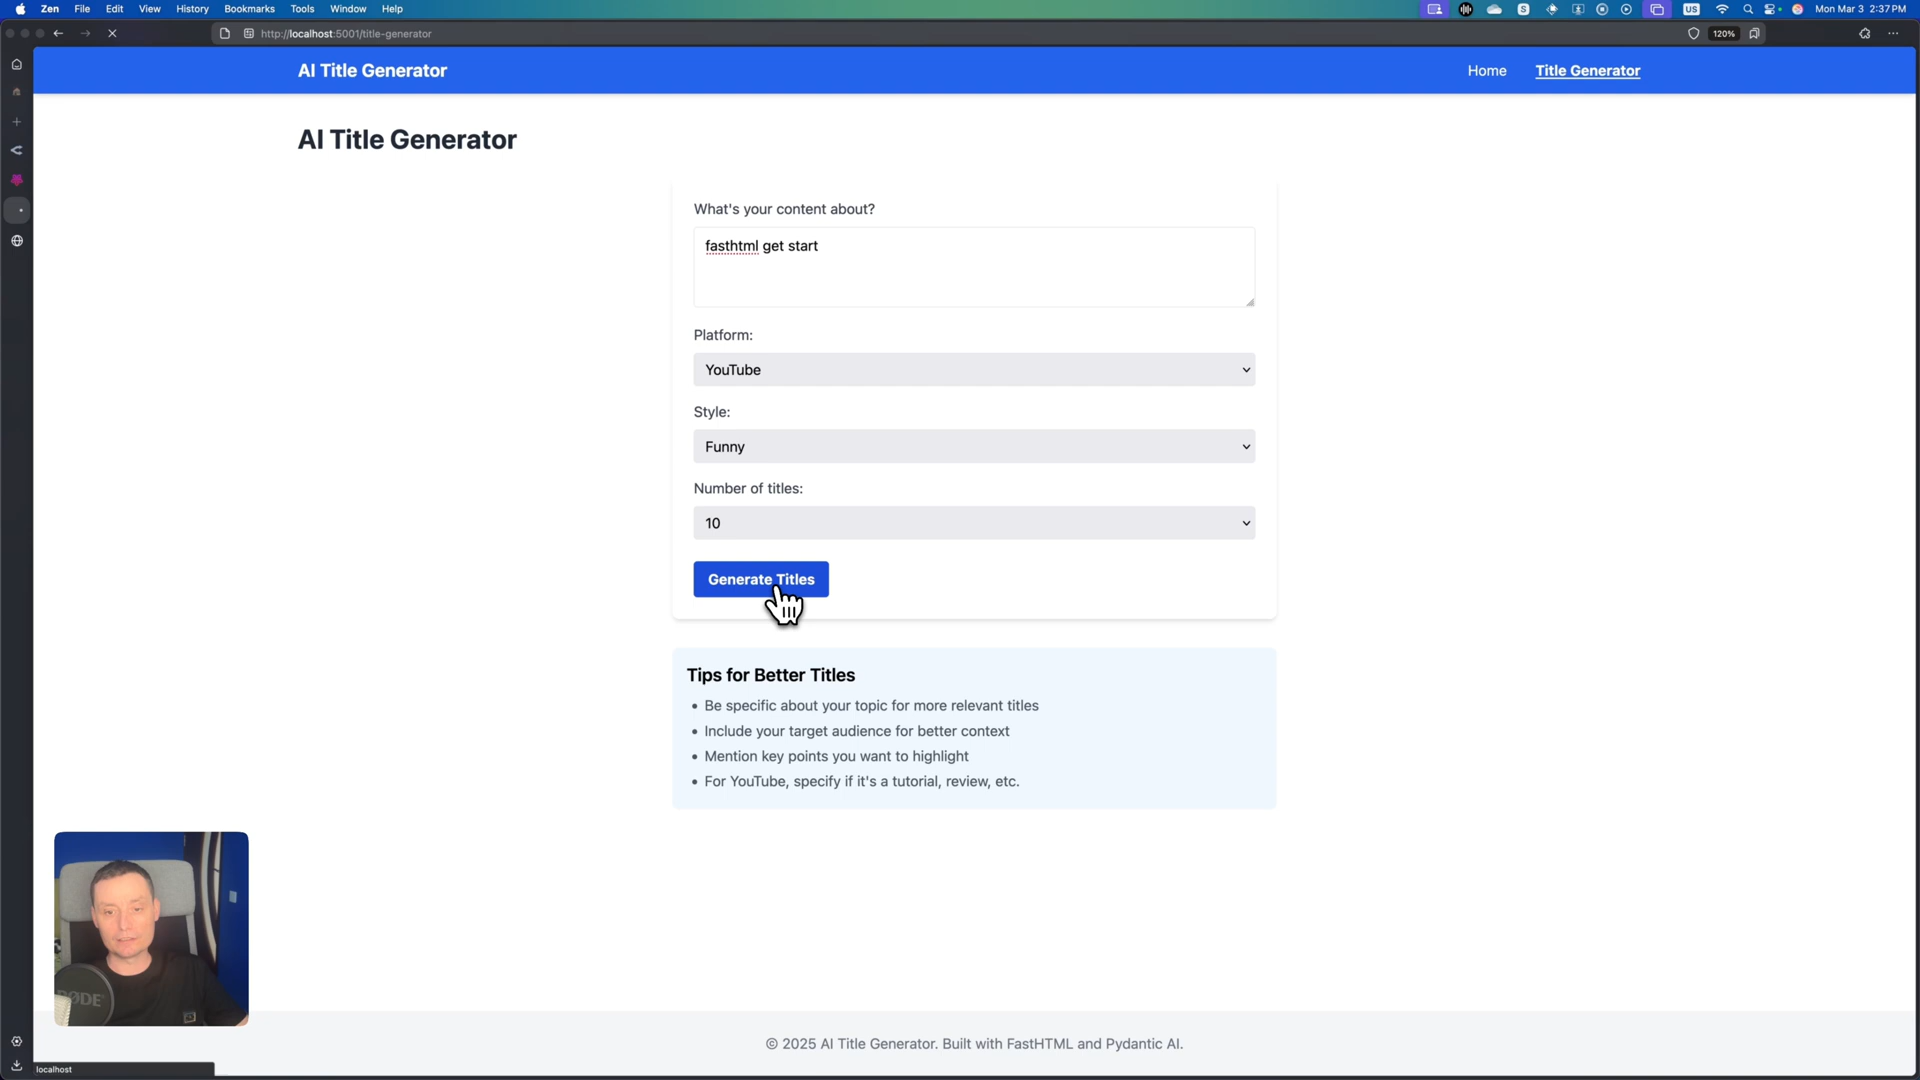 Zen File Edit View History Bookmarks Tools Window Help
US Mon Mar 3 2:37 PM
http://localhost:5001/title-generator
120%
AI Title Generator
Home Title Generator
AI Title Generator
What's your content about?
fasthtml get start
Platform:
YouTube
Style:
Funny
Number of titles:
10
Generate Titles
Tips for Better Titles
• Be specific about your topic for more relevant titles
• Include your target audience for better context
• Mention key points you want to highlight
• For YouTube, specify if it's a tutorial, review, etc.
RØDE
© 2025 AI Title Generator. Built with FastHTML and Pydantic AI.
localhost